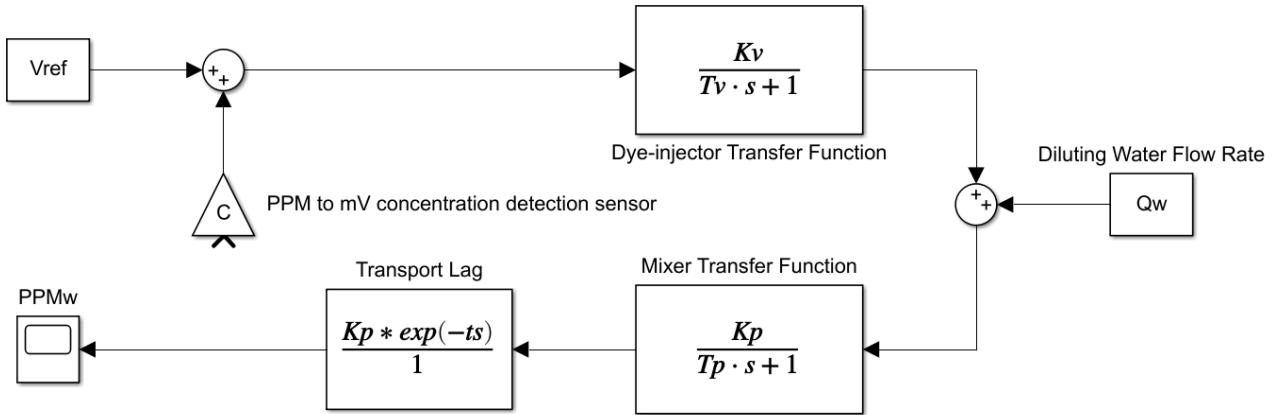 Vref
+
+
Kv
Tv · s + 1
Dye-injector Transfer Function
Diluting Water Flow Rate
+
+
Qw
C
PPM to mV concentration detection sensor
Transport Lag
Mixer Transfer Function
PPMw
Kp * exp(−ts)
1
Kp
Tp · s + 1